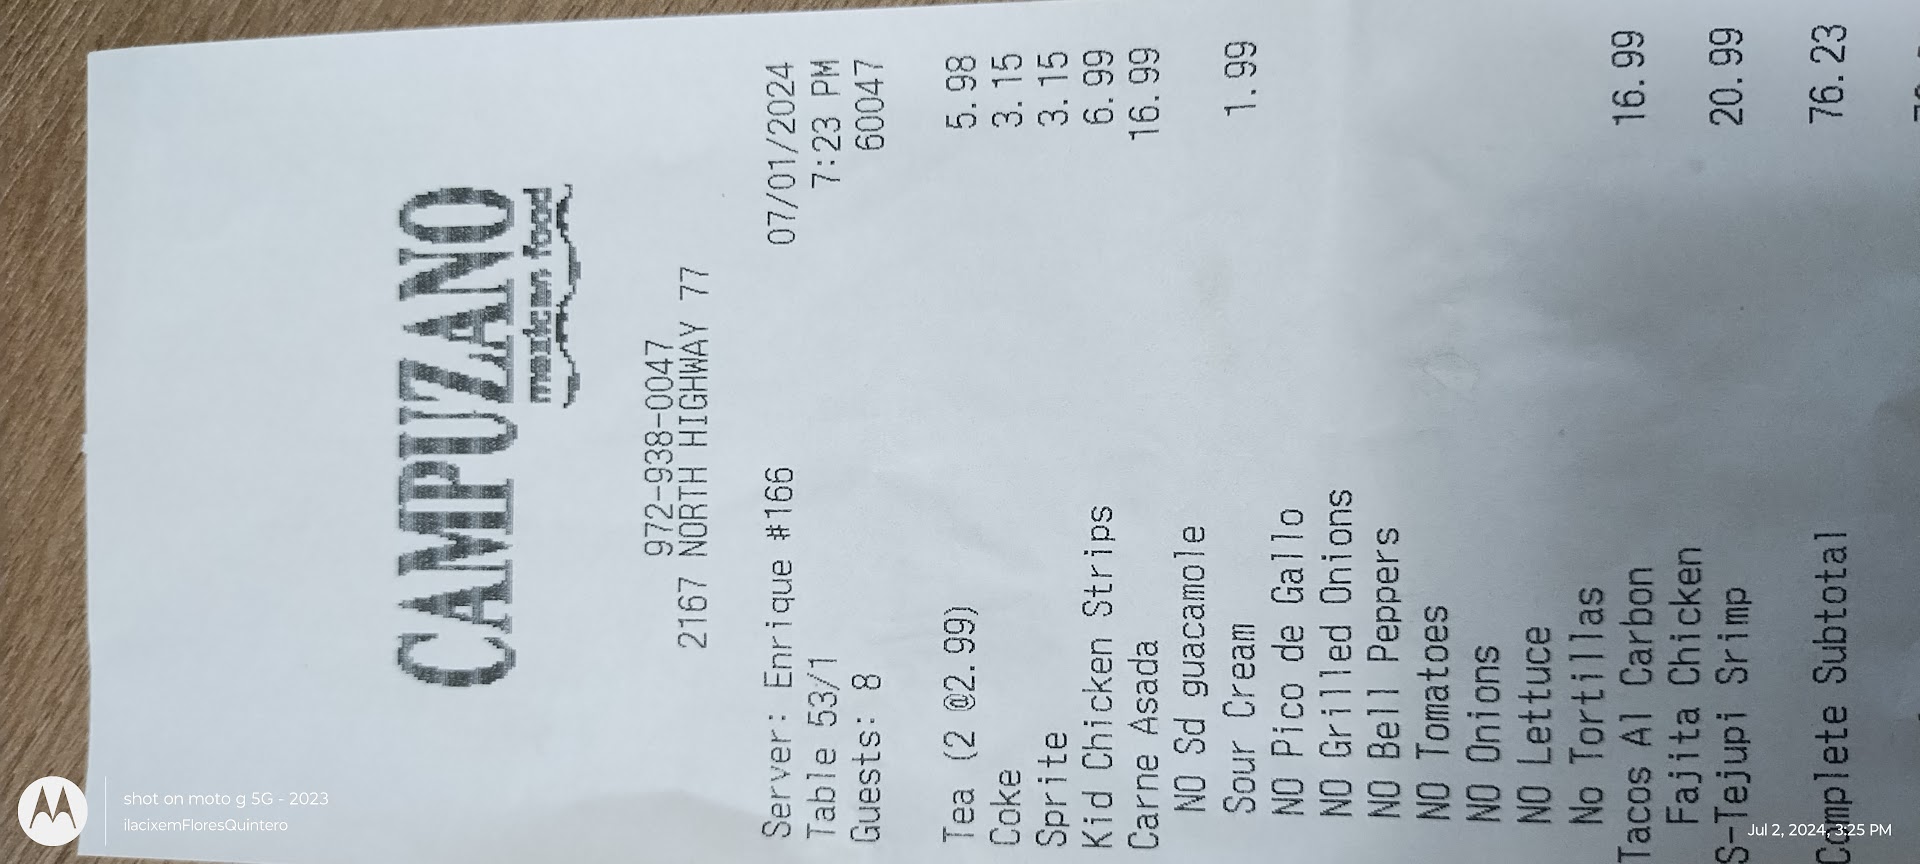 CAMPUZANO
mexican food
972-938-0047
2167 NORTH HIGHWAY 77
Server: Enrique #166 07/01/2024
Table 53/1 7:23 PM
Guests: 8 60047
Tea (2 @2.99) 5.98
Coke 3.15
Sprite 3.15
Kid Chicken Strips 6.99
Carne Asada 16.99
NO Sd guacamole
Sour Cream 1.99
NO Pico de Gallo
NO Grilled Onions
NO Bell Peppers
NO Tomatoes
NO Onions
NO Lettuce
No Tortillas
Tacos Al Carbon 16.99
Fajita Chicken
S-Tejupi Srimp 20.99
Complete Subtotal 76.23
shot on moto g 5G - 2023
ilacixemFloresQuintero
Jul 2, 2024, 3:25 PM